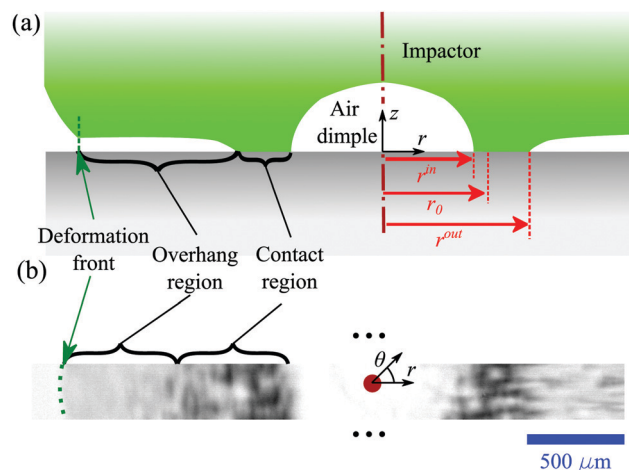 (a)
Impactor
Air
dimple
z
r
r^in
r_0
r^out
Deformation
front
Overhang
region
Contact
region
(b)
θ
r
500 μm